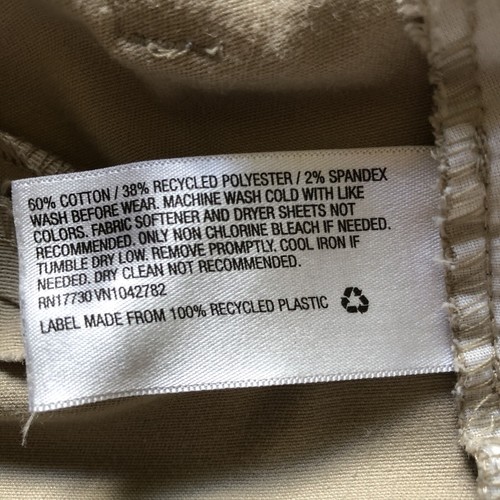 60% COTTON / 38% RECYCLED POLYESTER / 2% SPANDEX
WASH BEFORE WEAR. MACHINE WASH COLD WITH LIKE
COLORS. FABRIC SOFTENER AND DRYER SHEETS NOT
RECOMMENDED. ONLY NON CHLORINE BLEACH IF NEEDED.
TUMBLE DRY LOW. REMOVE PROMPTLY. COOL IRON IF
NEEDED. DRY CLEAN NOT RECOMMENDED.
RN17730 VN1042782
LABEL MADE FROM 100% RECYCLED PLASTIC